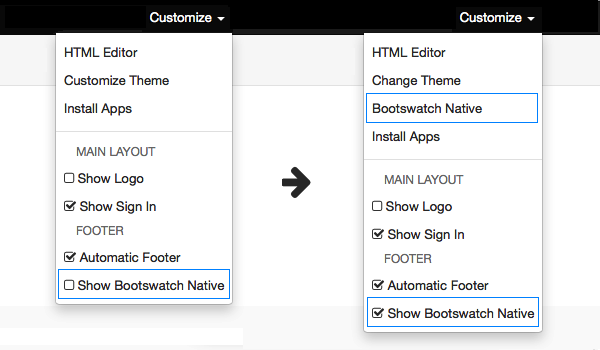 Customize
HTML Editor
Customize Theme
Install Apps
MAIN LAYOUT
Show Logo
Show Sign In
FOOTER
Automatic Footer
Show Bootswatch Native
Customize
HTML Editor
Change Theme
Bootswatch Native
Install Apps
MAIN LAYOUT
Show Logo
Show Sign In
FOOTER
Automatic Footer
Show Bootswatch Native